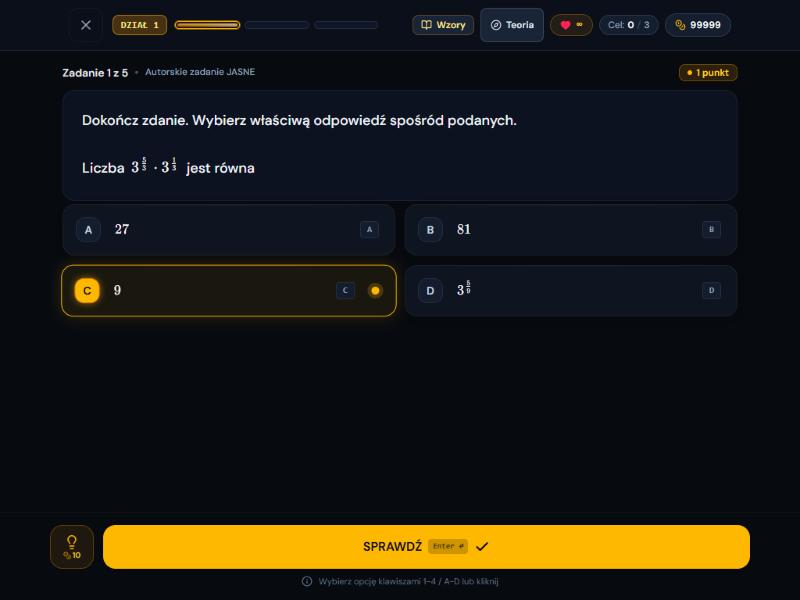 DZIAŁ 1
Wzory
Teoria
∞
Cel: 0 / 3
99999
Zadanie 1 z 5 • Autorskie zadanie JASNE
1 punkt
Dokończ zdanie. Wybierz właściwą odpowiedź spośród podanych.
Liczba 3^{5/3} · 3^{1/3} jest równa
A 27 A
B 81 B
C 9 C
D 3^{5/9} D
10
SPRAWDŹ Enter ↵
Wybierz opcję klawiszami 1–4 / A–D lub kliknij